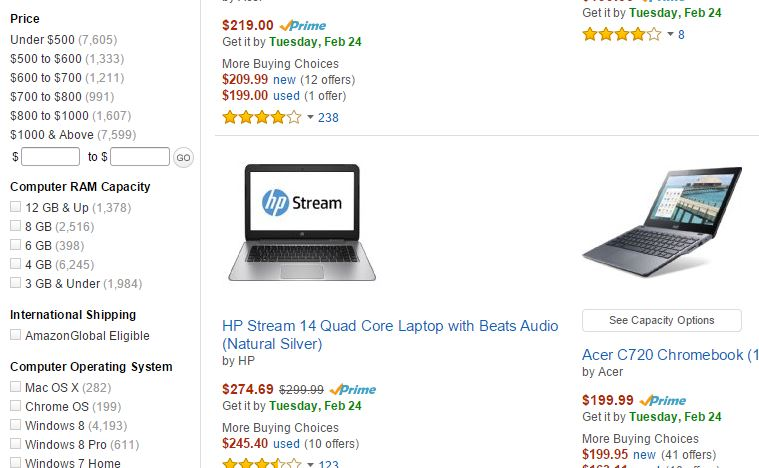 Price
Under $500 (7,605)
$500 to $600 (1,333)
$600 to $700 (1,211)
$700 to $800 (991)
$800 to $1000 (1,607)
$1000 & Above (7,599)
$ to $ GO
Computer RAM Capacity
12 GB & Up (1,378)
8 GB (2,516)
6 GB (398)
4 GB (6,245)
3 GB & Under (1,984)
International Shipping
AmazonGlobal Eligible
Computer Operating System
Mac OS X (282)
Chrome OS (199)
Windows 8 (4,193)
Windows 8 Pro (611)
Windows 7 Home
$219.00 Prime
Get it by Tuesday, Feb 24
More Buying Choices
$209.99 new (12 offers)
$199.00 used (1 offer)
238
hp Stream
HP Stream 14 Quad Core Laptop with Beats Audio
(Natural Silver)
by HP
$274.69 $299.99 Prime
Get it by Tuesday, Feb 24
More Buying Choices
$245.40 used (10 offers)
123
Get it by Tuesday, Feb 24
8
See Capacity Options
Acer C720 Chromebook (1
by Acer
$199.99 Prime
Get it by Tuesday, Feb 24
More Buying Choices
$199.95 new (41 offers)